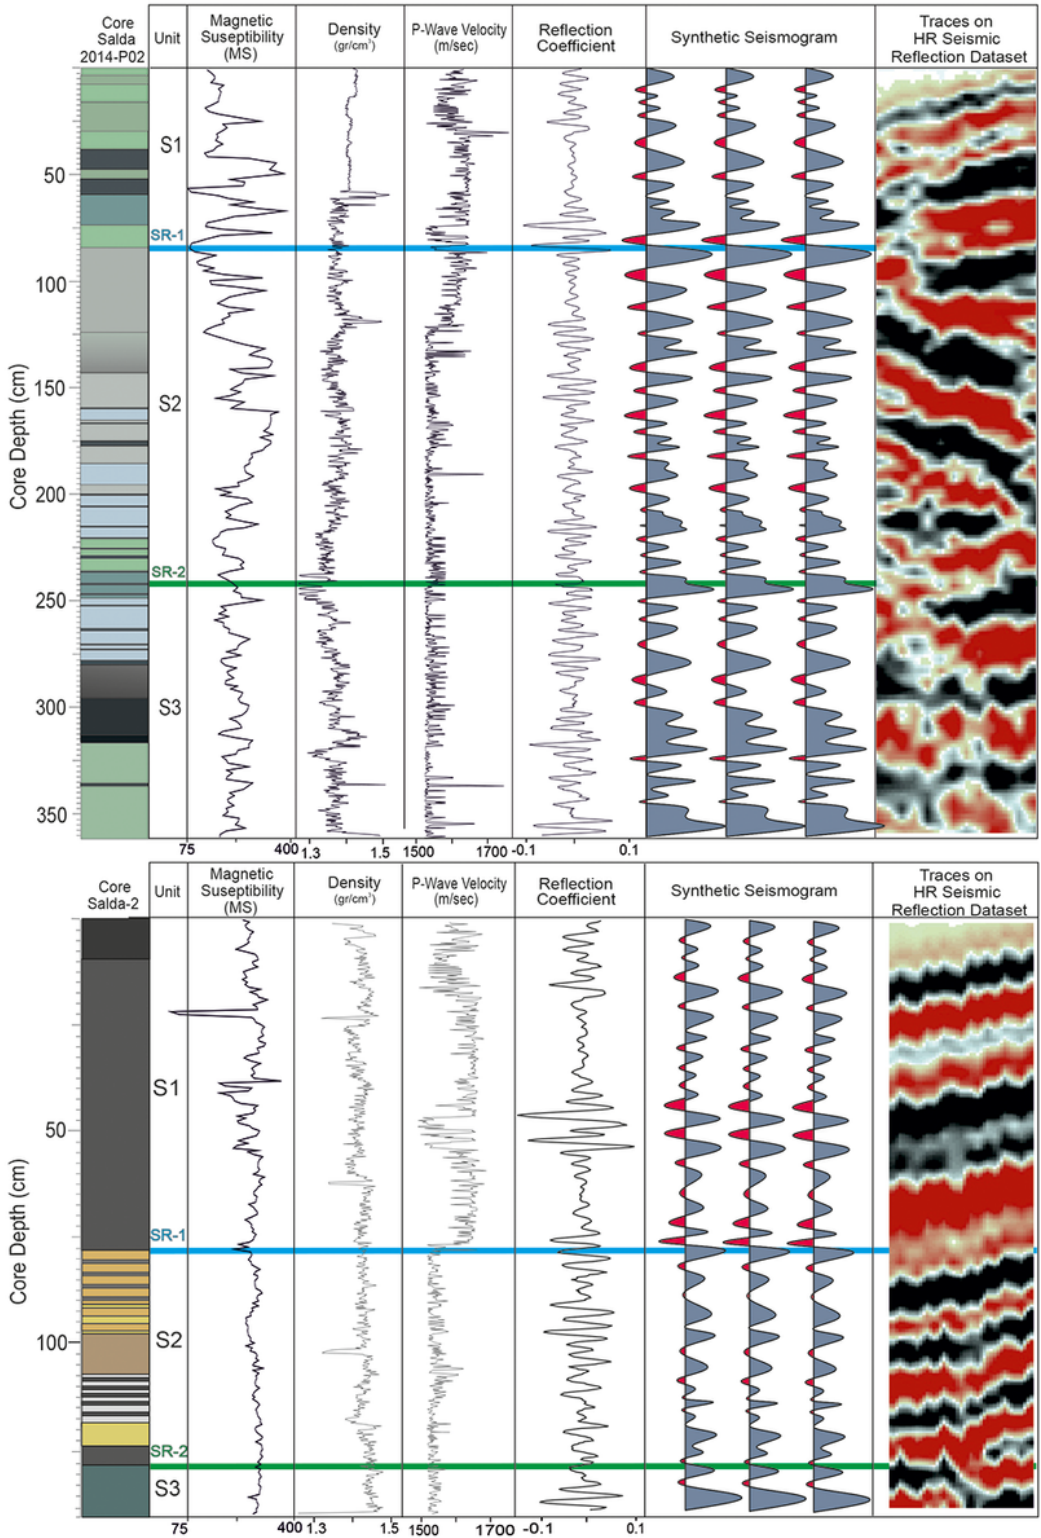 Core
Salda
2014-P02
Unit
Magnetic
Suseptibility
(MS)
Density
(gr/cm³)
P-Wave Velocity
(m/sec)
Reflection
Coefficient
Synthetic Seismogram
Traces on
HR Seismic
Reflection Dataset
Core Depth (cm)
50
100
150
200
250
300
350
S1
SR-1
S2
SR-2
S3
75
400
1.3
1.5
1500
1700
-0.1
0.1
Core
Salda-2
Unit
Magnetic
Suseptibility
(MS)
Density
(gr/cm³)
P-Wave Velocity
(m/sec)
Reflection
Coefficient
Synthetic Seismogram
Traces on
HR Seismic
Reflection Dataset
Core Depth (cm)
50
100
S1
SR-1
S2
SR-2
S3
75
400
1.3
1.5
1500
1700
-0.1
0.1